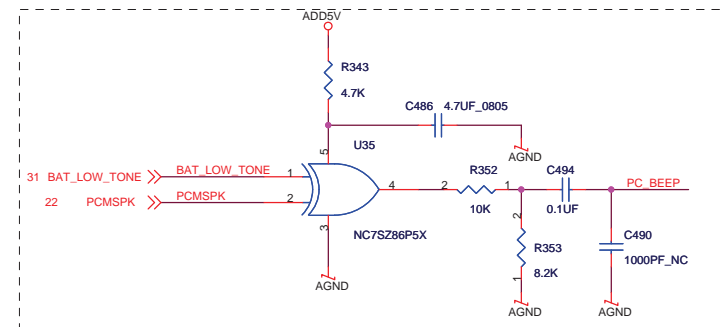 ADD5V
R343
4.7K
C486 4.7UF_0805
AGND
U35
5
31 BAT_LOW_TONE BAT_LOW_TONE 1
22 PCMSPK PCMSPK 2
4
3
NC7SZ86P5X
AGND
2 R352 1
10K
C494
0.1UF
PC_BEEP
2
R353
8.2K
1
AGND
C490
1000PF_NC
AGND